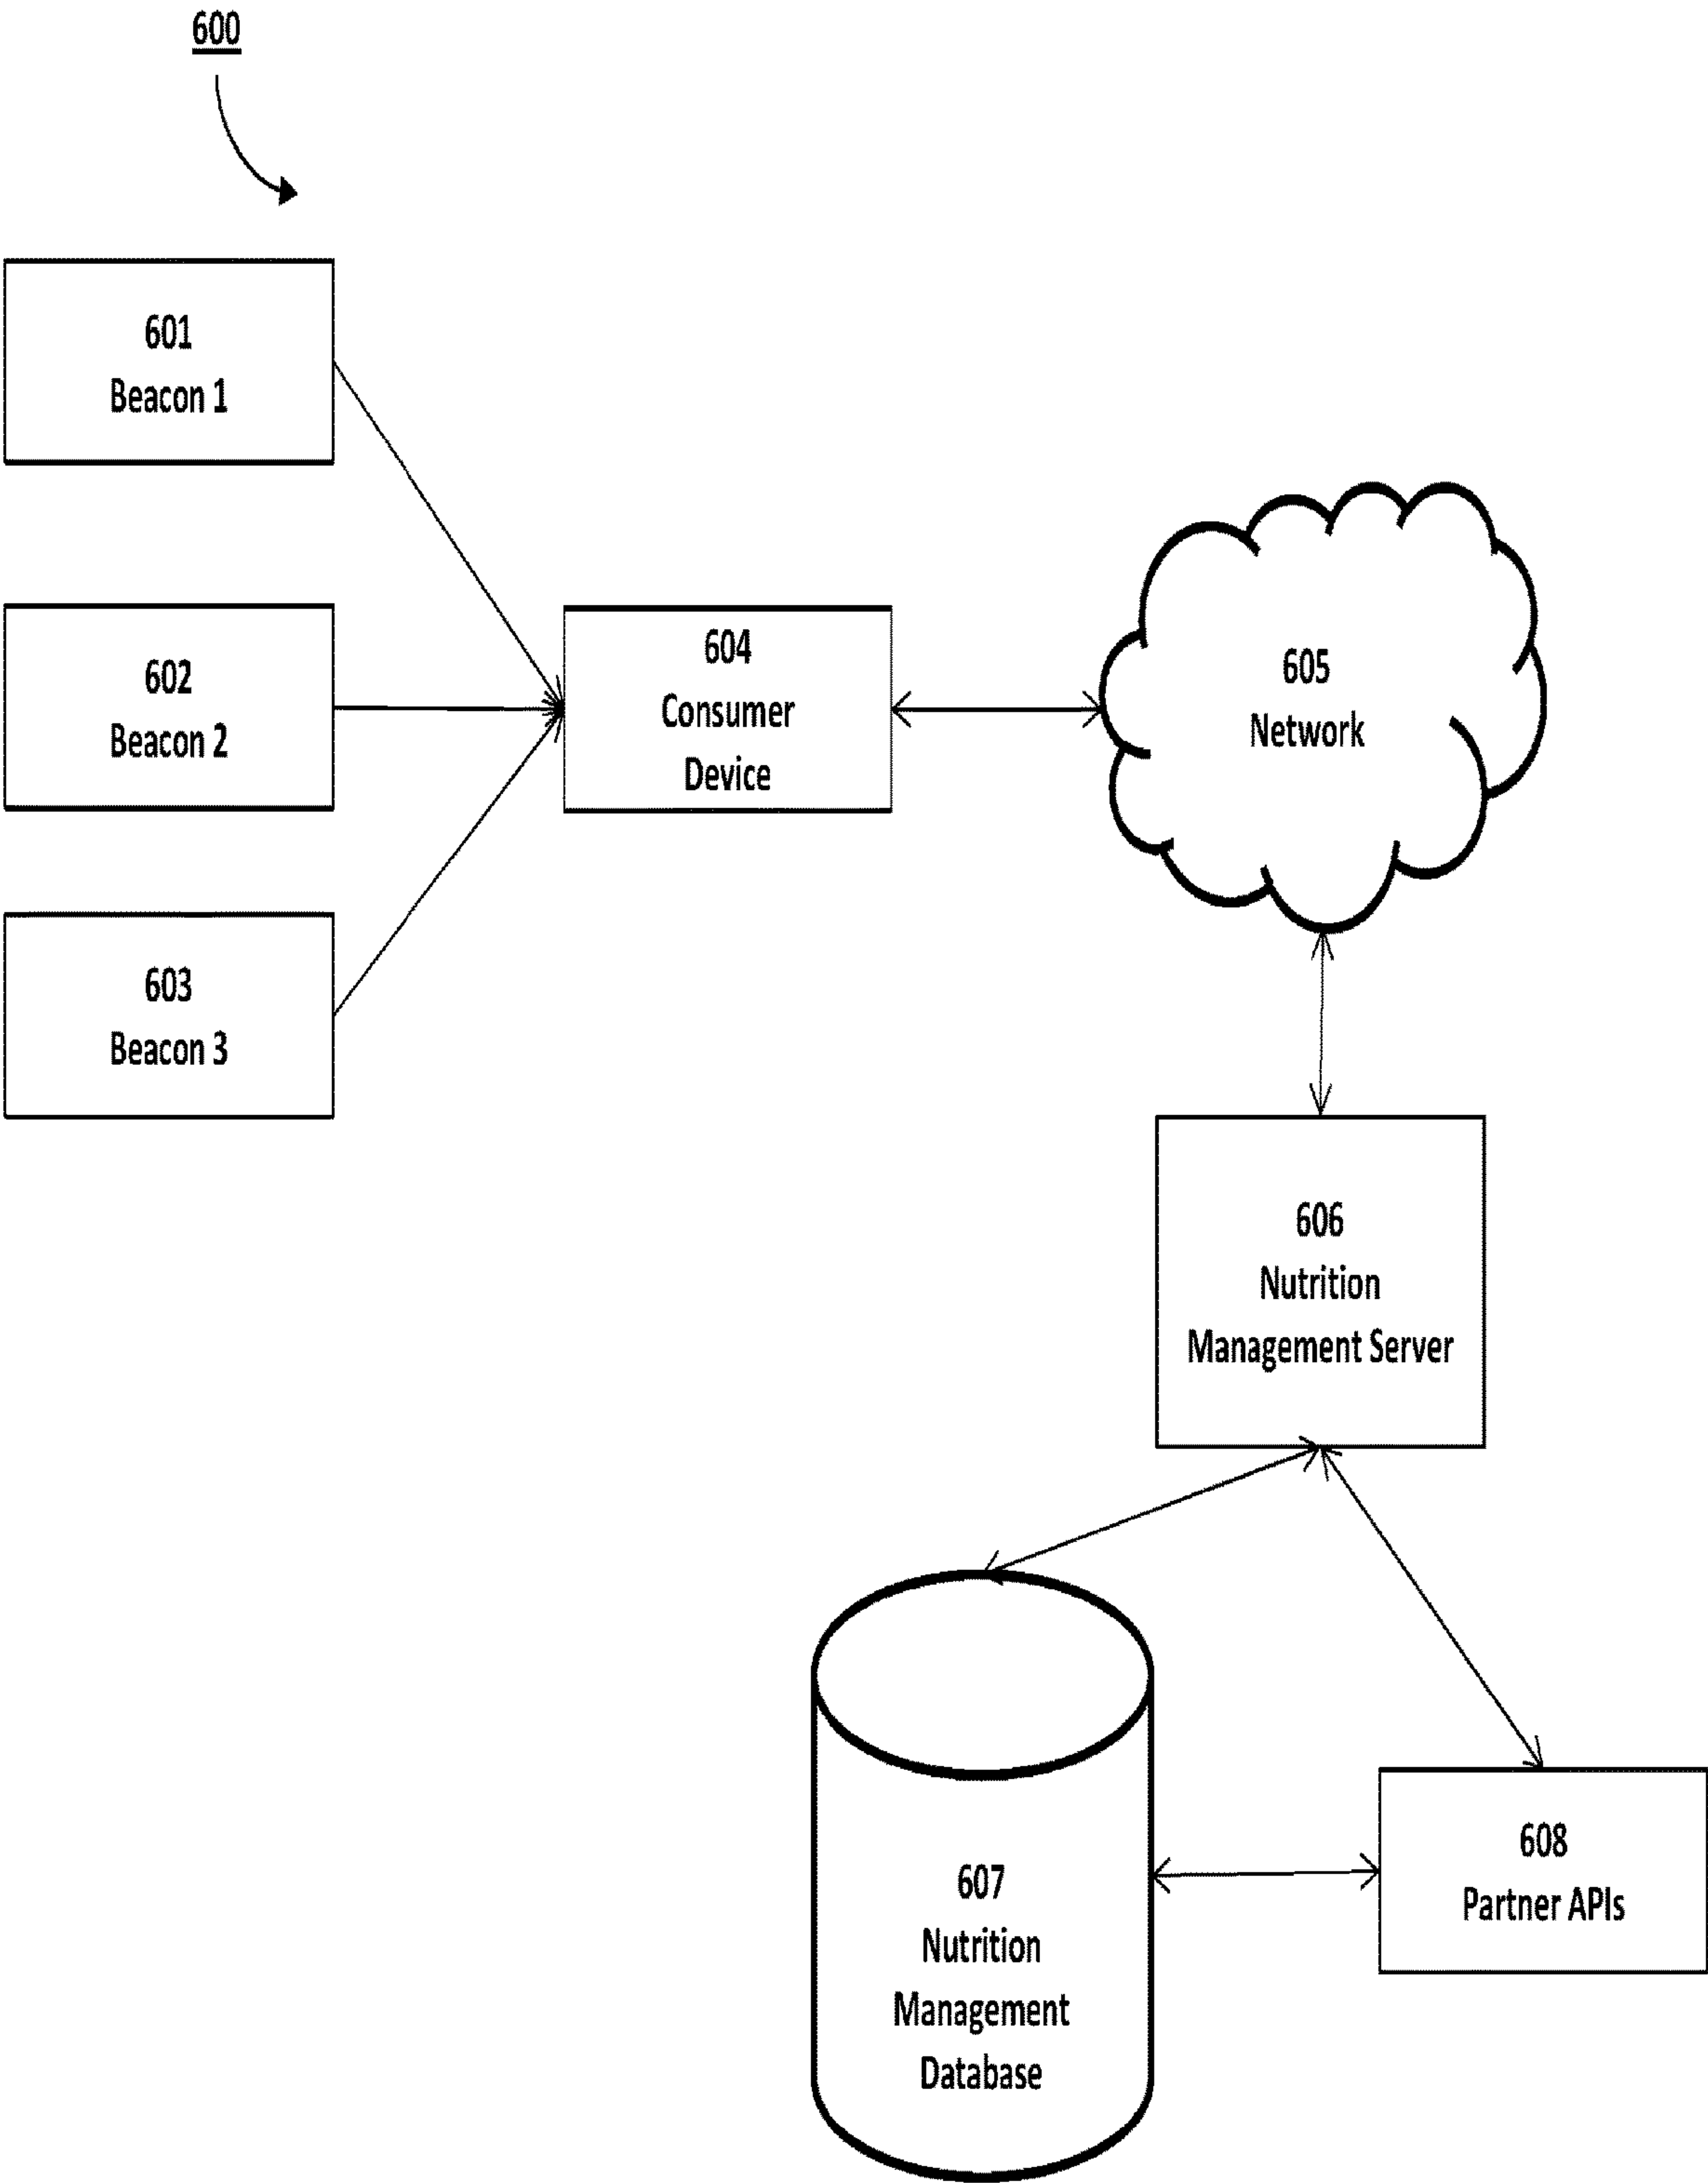 600
601
Beacon 1
602
Beacon 2
603
Beacon 3
604
Consumer
Device
605
Network
606
Nutrition
Management Server
607
Nutrition
Management
Database
608
Partner APIs